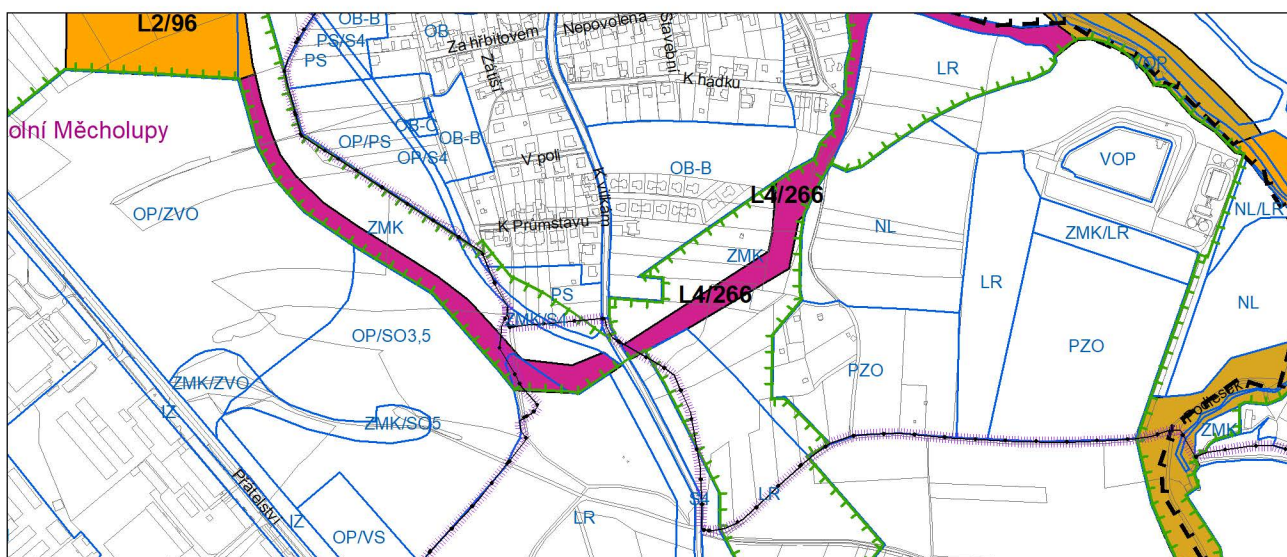 L2/96
OB-B
PS/S4
OB
PS
Za hřbitovem
Nepovolená
Stavební
Zátiší
K hádku
LR
VOP
olní Měcholupy
OP/PS
OB-C
OB-B
OP/S4
V poli
OB-B
VOP
OP/ZVO
K vilkám
L4/266
ZMK
K Průmstavu
NL
ZMK/LR
NL/LR
ZMK
PS
L4/266
LR
NL
ZMK/S4
OP/SO3,5
PZO
PZO
ZMK/ZVO
IZ
ZMK/SO5
Podlesek
ZMK
Přátelství
IZ
S4
LR
LR
OP/VS